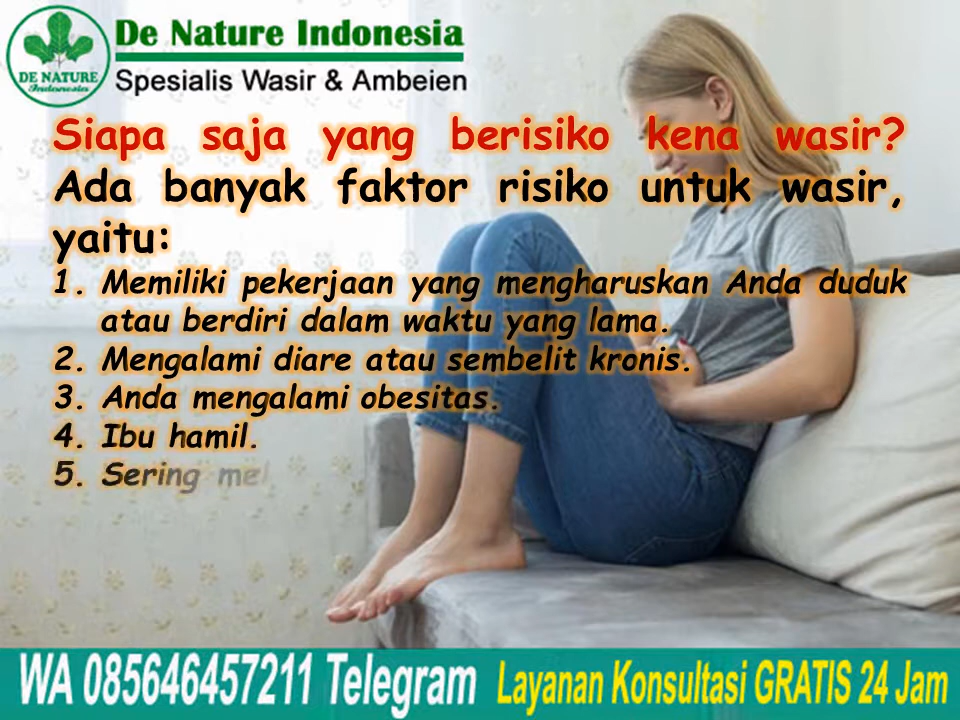 DE NATURE
Indonesia
De Nature Indonesia
Spesialis Wasir & Ambeien
Siapa saja yang berisiko kena wasir?
Ada banyak faktor risiko untuk wasir,
yaitu:
1. Memiliki pekerjaan yang mengharuskan Anda duduk
atau berdiri dalam waktu yang lama.
2. Mengalami diare atau sembelit kronis.
3. Anda mengalami obesitas.
4. Ibu hamil.
5. Sering
WA 085646457211 Telegram Layanan Konsultasi GRATIS 24 Jam